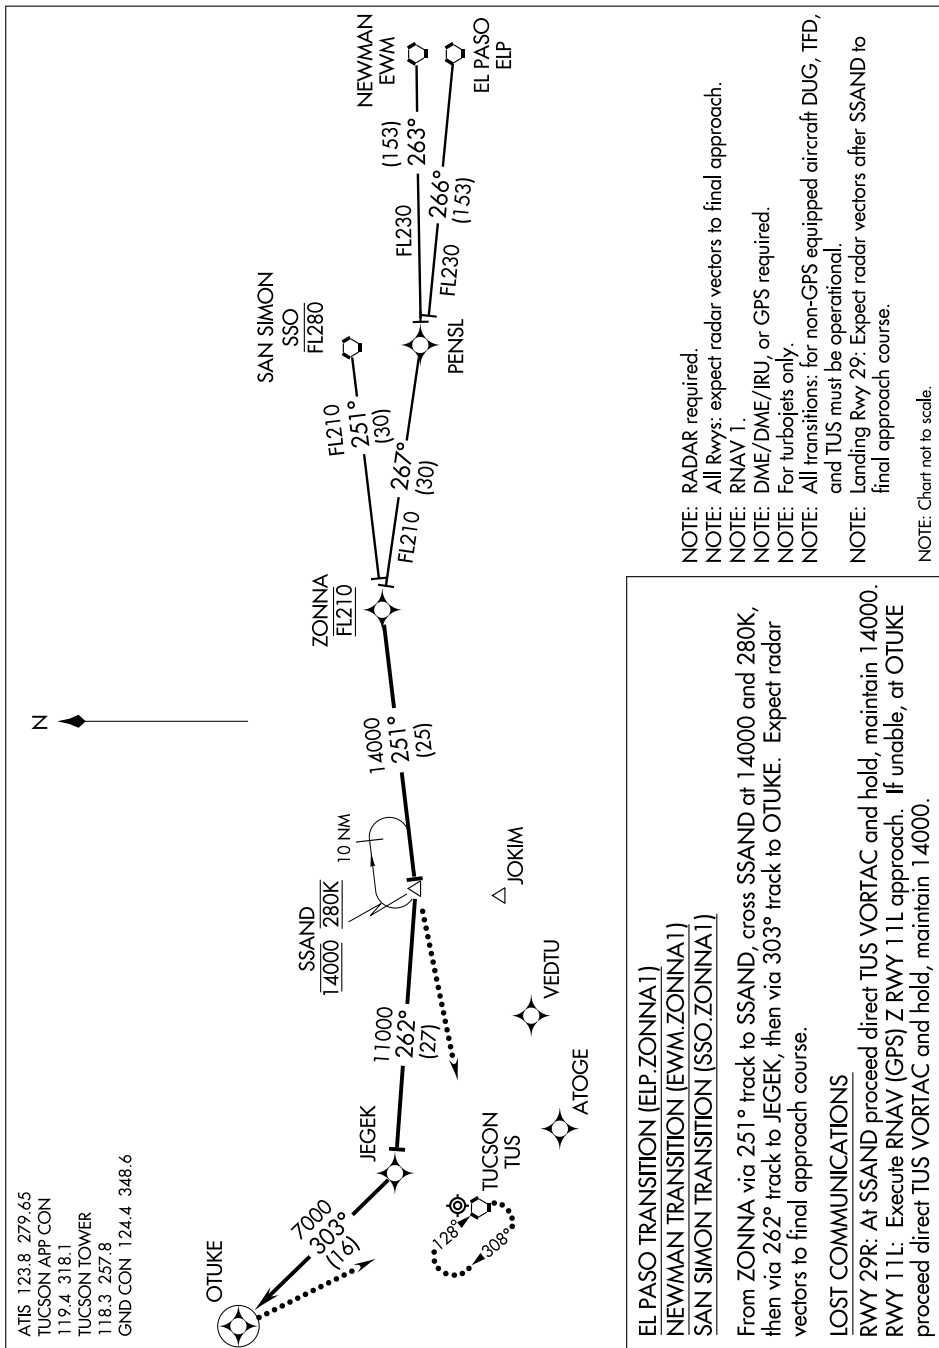 ATIS 123.8 279.65
TUCSON APP CON
119.4 318.1
TUCSON TOWER
118.3 257.8
GND CON 124.4 348.6
N
OTUKE
7000
303°
(16)
JEGEK
11000
262°
(27)
SSAND
14000 280K
10 NM
14000
251°
(25)
ZONNA
FL210
FL210
251°
(30)
SAN SIMON
SSO
FL280
FL210
267°
(30)
PENSL
FL230
263°
(153)
NEWMAN
EWM
FL230
266°
(153)
EL PASO
ELP
TUCSON
TUS
128°
308°
ATOGE
VEDTU
JOKIM
EL PASO TRANSITION (ELP.ZONNA1)
NEWMAN TRANSITION (EWM.ZONNA1)
SAN SIMON TRANSITION (SSO.ZONNA1)
From ZONNA via 251° track to SSAND, cross SSAND at 14000 and 280K,
then via 262° track to JEGEK, then via 303° track to OTUKE. Expect radar
vectors to final approach course.
LOST COMMUNICATIONS
RWY 29R: At SSAND proceed direct TUS VORTAC and hold, maintain 14000.
RWY 11L: Execute RNAV (GPS) Z RWY 11L approach. If unable, at OTUKE
proceed direct TUS VORTAC and hold, maintain 14000.
NOTE: RADAR required.
NOTE: All Rwys: expect radar vectors to final approach.
NOTE: RNAV 1.
NOTE: DME/DME/IRU, or GPS required.
NOTE: For turbojets only.
NOTE: All transitions: for non-GPS equipped aircraft DUG, TFD,
and TUS must be operational.
NOTE: Landing Rwy 29: Expect radar vectors after SSAND to
final approach course.
NOTE: Chart not to scale.